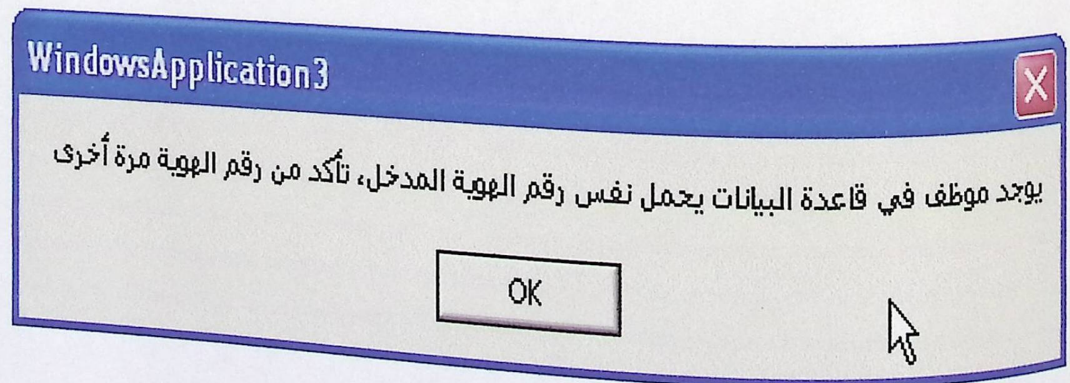 WindowsApplication3
يوجد موظف في قاعدة البيانات يحمل نفس رقم الهوية المدخل، تأكد من رقم الهوية مرة أخرى
OK